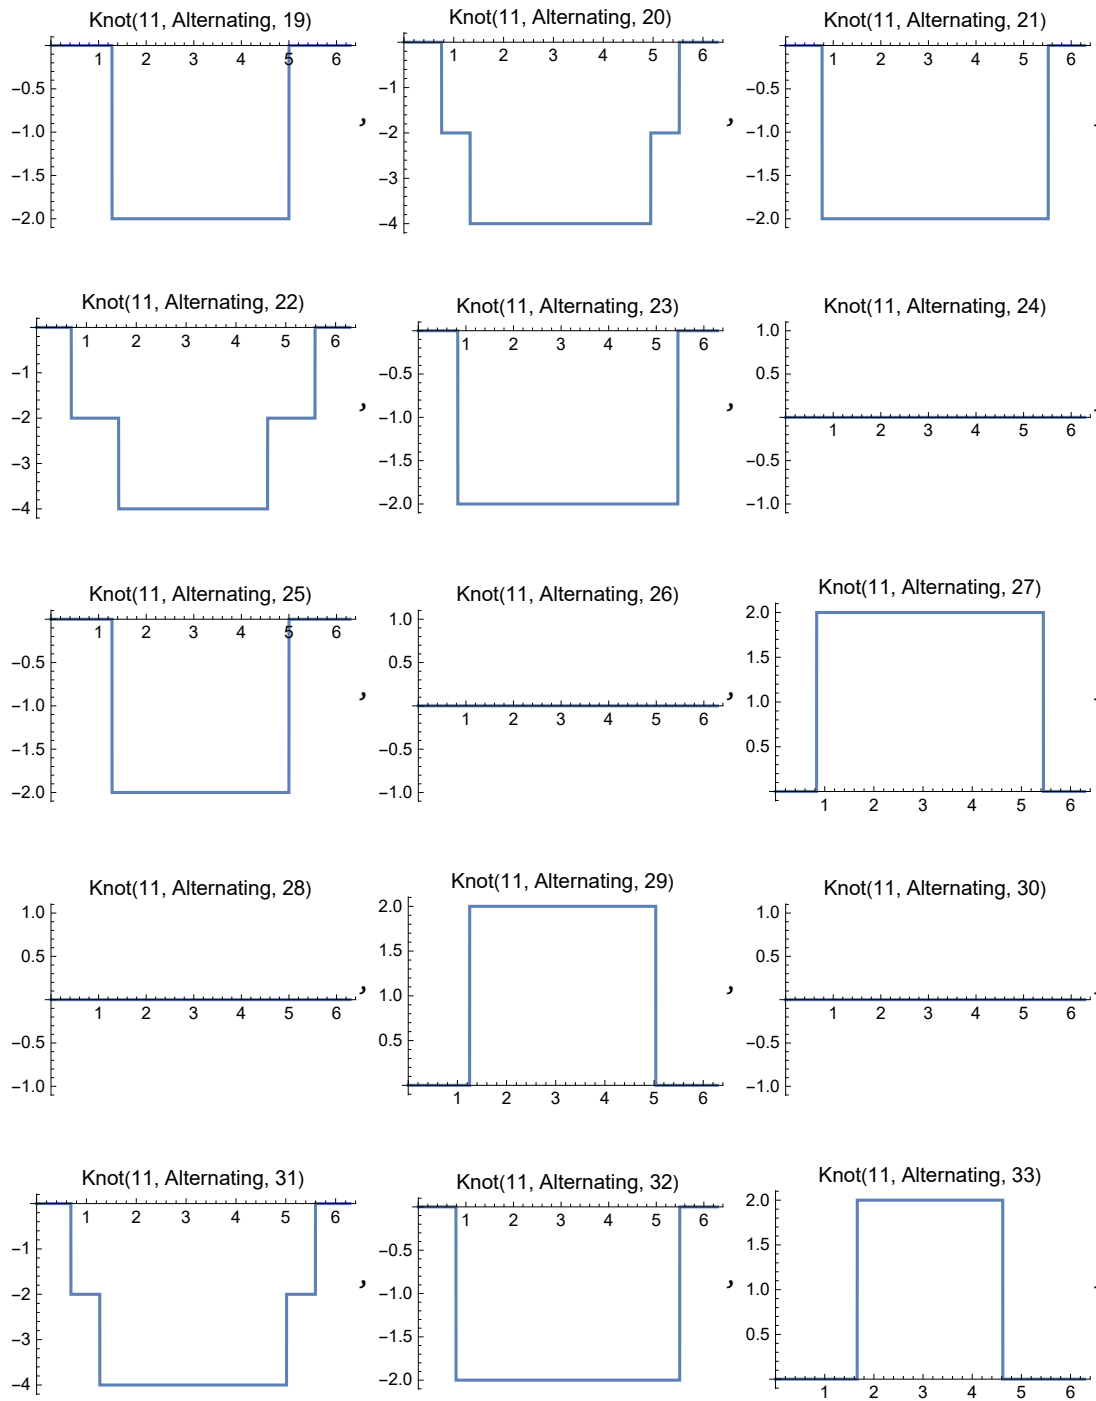 Knot(11, Alternating, 19)
1 2 3 4 5 6
−0.5
−1.0
−1.5
−2.0
,
Knot(11, Alternating, 20)
1 2 3 4 5 6
−1
−2
−3
−4
,
Knot(11, Alternating, 21)
1 2 3 4 5 6
−0.5
−1.0
−1.5
−2.0
Knot(11, Alternating, 22)
1 2 3 4 5 6
−1
−2
−3
−4
,
Knot(11, Alternating, 23)
1 2 3 4 5 6
−0.5
−1.0
−1.5
−2.0
,
Knot(11, Alternating, 24)
1.0
0.5
1 2 3 4 5 6
−0.5
−1.0
Knot(11, Alternating, 25)
1 2 3 4 5 6
−0.5
−1.0
−1.5
−2.0
,
Knot(11, Alternating, 26)
1.0
0.5
1 2 3 4 5 6
−0.5
−1.0
,
Knot(11, Alternating, 27)
2.0
1.5
1.0
0.5
1 2 3 4 5 6
Knot(11, Alternating, 28)
1.0
0.5
1 2 3 4 5 6
−0.5
−1.0
,
Knot(11, Alternating, 29)
2.0
1.5
1.0
0.5
1 2 3 4 5 6
,
Knot(11, Alternating, 30)
1.0
0.5
1 2 3 4 5 6
−0.5
−1.0
Knot(11, Alternating, 31)
1 2 3 4 5 6
−1
−2
−3
−4
,
Knot(11, Alternating, 32)
1 2 3 4 5 6
−0.5
−1.0
−1.5
−2.0
,
Knot(11, Alternating, 33)
2.0
1.5
1.0
0.5
1 2 3 4 5 6